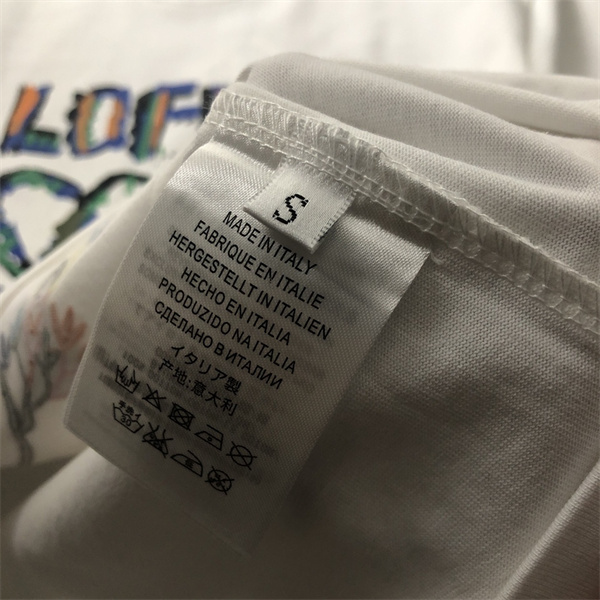 LOE
S
MADE IN ITALY
FABRIQUE EN ITALIE
HERGESTELLT IN ITALIEN
HECHO EN ITALIA
PRODUZIDO NA ITALIA
СДЕЛАНО В ИТАЛИИ
イタリア製
产地:意大利